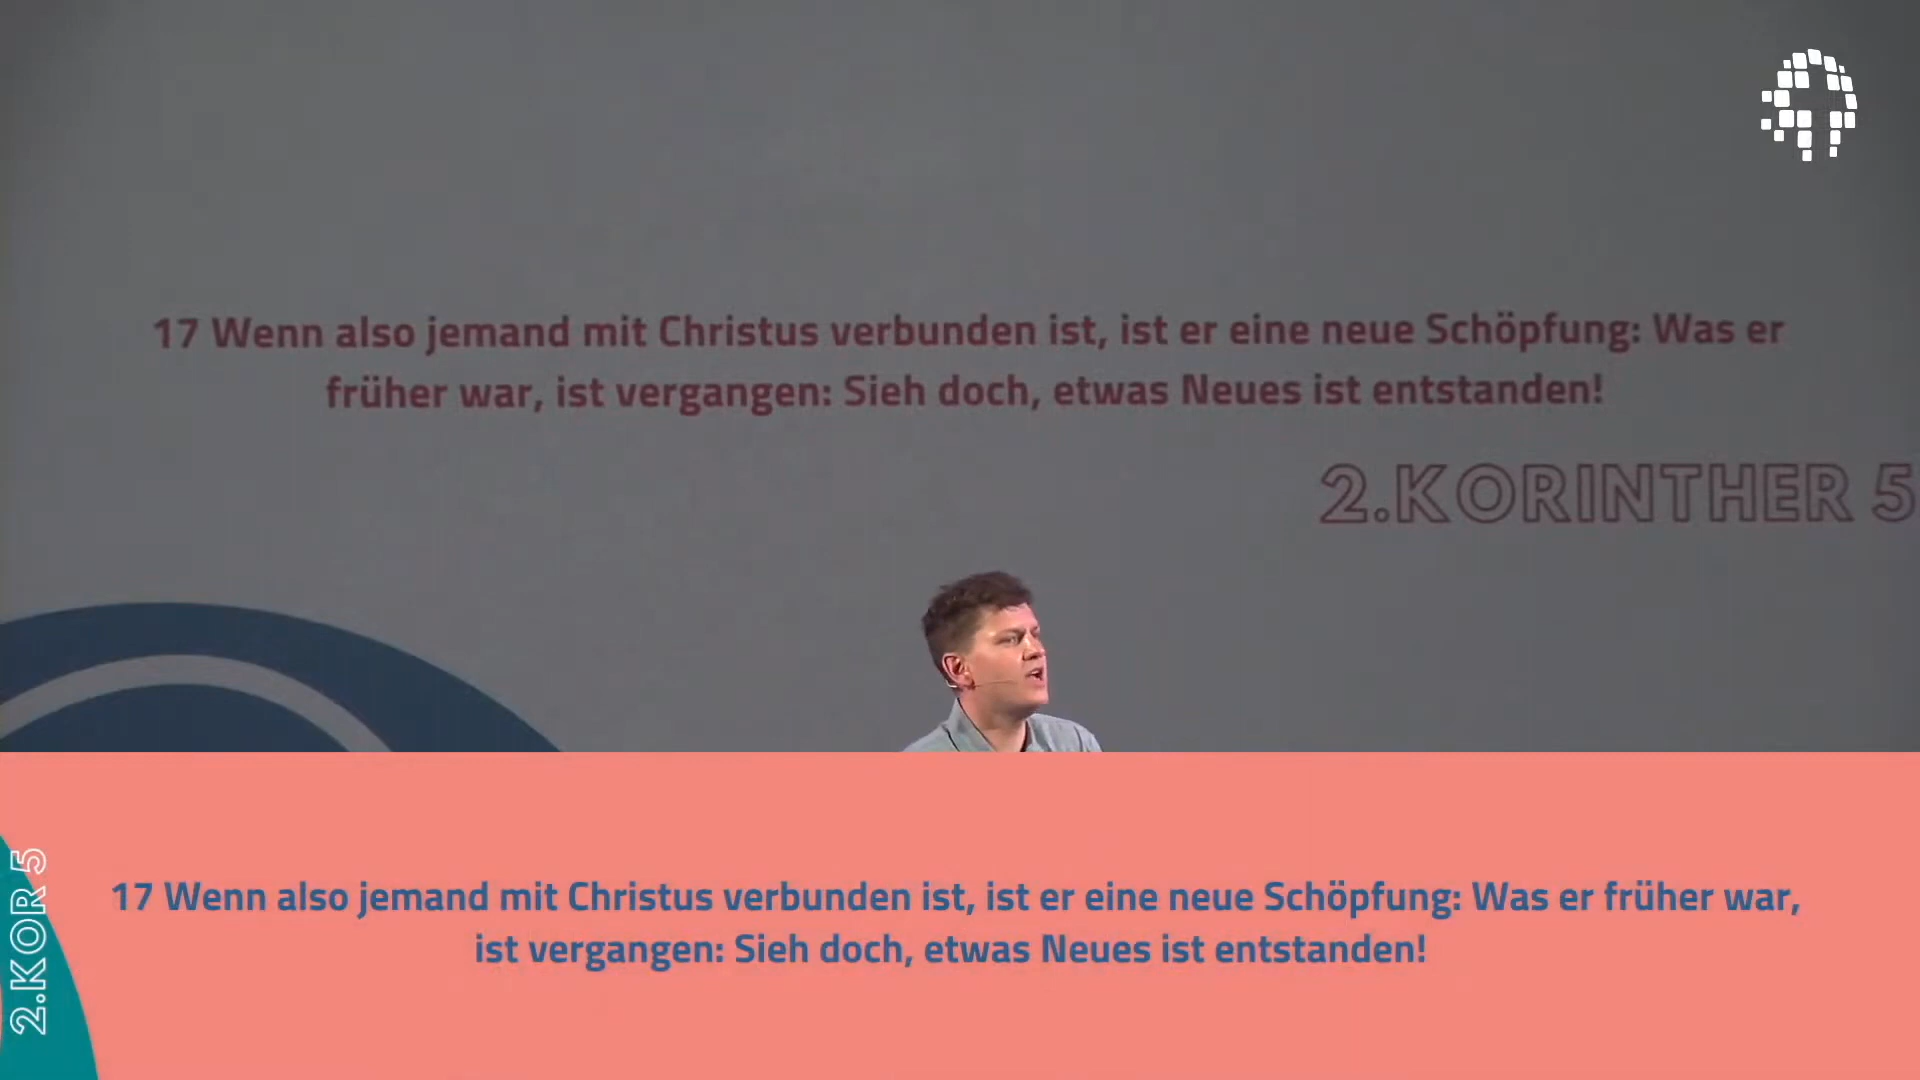 17 Wenn also jemand mit Christus verbunden ist, ist er eine neue Schöpfung: Was er
früher war, ist vergangen: Sieh doch, etwas Neues ist entstanden!
2.KORINTHER 5
2.KOR 5
17 Wenn also jemand mit Christus verbunden ist, ist er eine neue Schöpfung: Was er früher war,
ist vergangen: Sieh doch, etwas Neues ist entstanden!